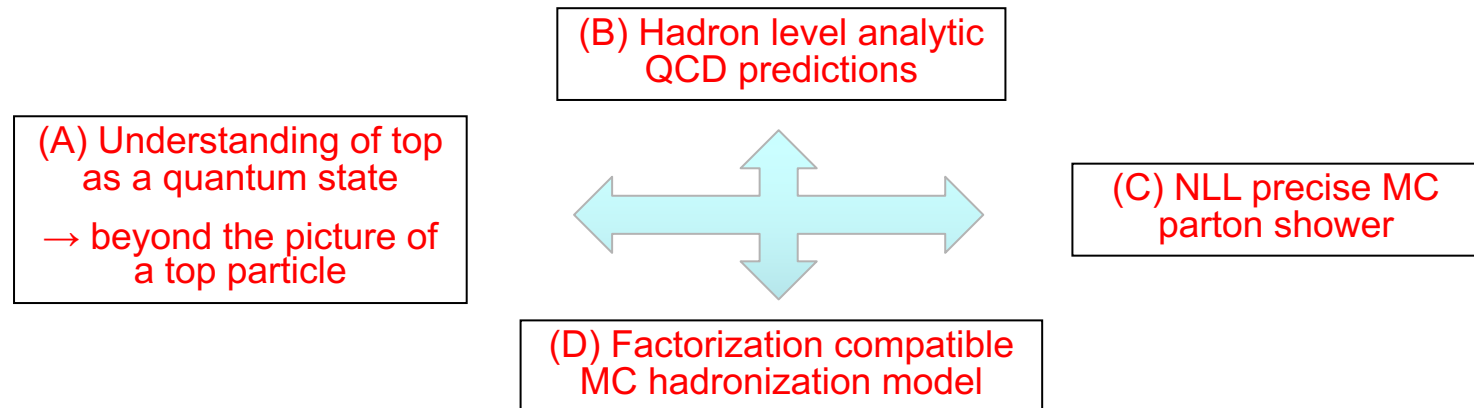 (B) Hadron level analytic
QCD predictions
(A) Understanding of top
as a quantum state
→ beyond the picture of
a top particle
(C) NLL precise MC
parton shower
(D) Factorization compatible
MC hadronization model